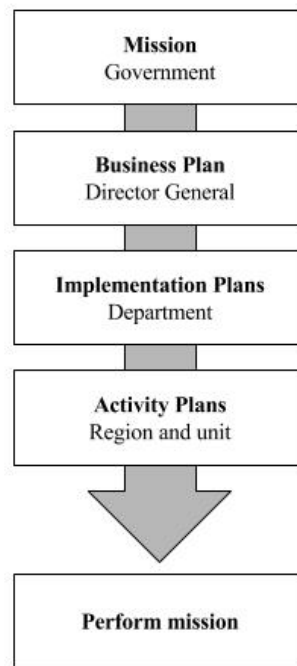 Mission
Government
Business Plan
Director General
Implementation Plans
Department
Activity Plans
Region and unit
Perform mission